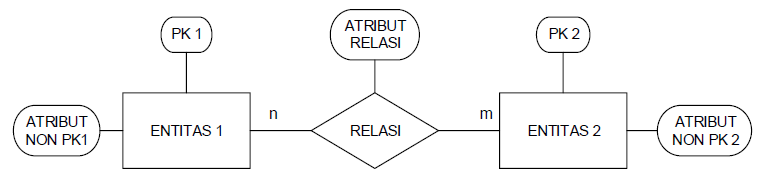 PK 1
ATRIBUT
RELASI
PK 2
ATRIBUT
NON PK1
ENTITAS 1
n
RELASI
m
ENTITAS 2
ATRIBUT
NON PK 2